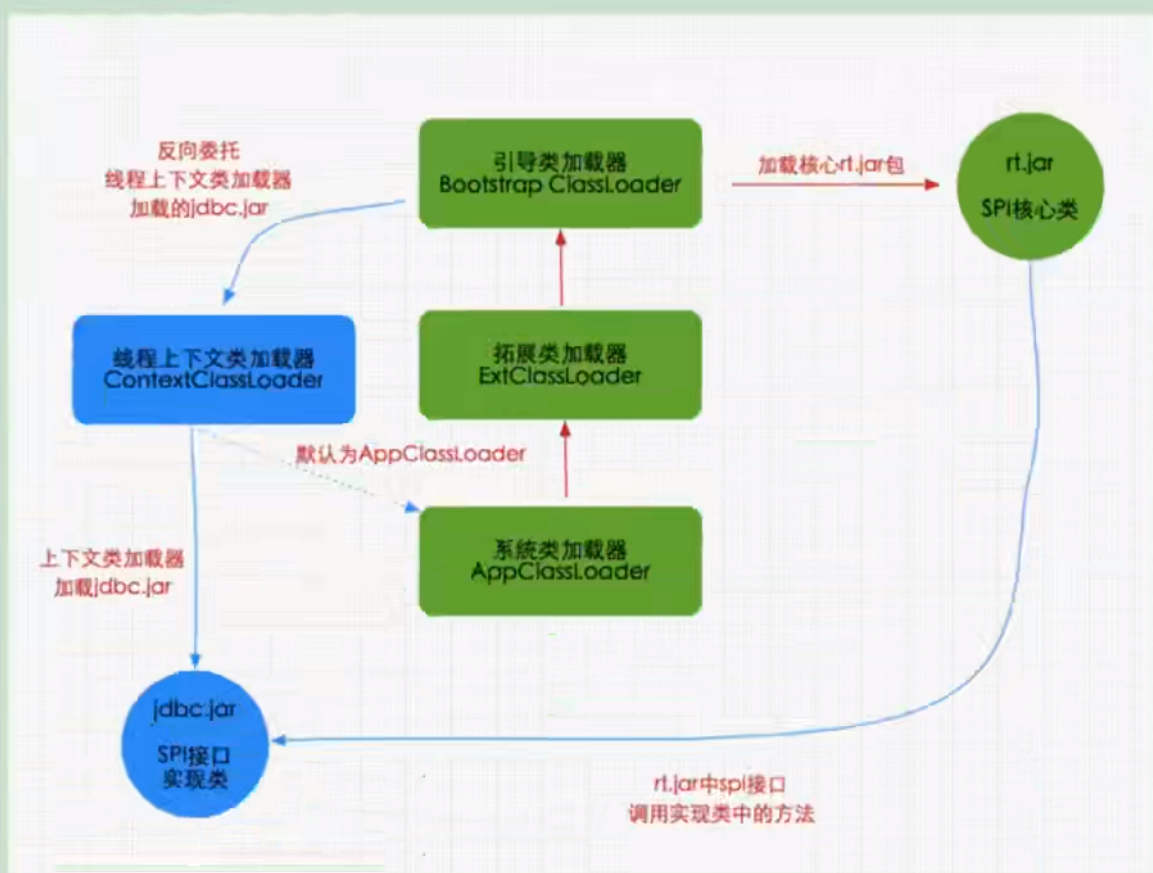 反向委托
线程上下文类加载器
加载的jdbc.jar
引导类加载器
Bootstrap ClassLoader
加载核心rt.jar包
rt.jar
SPI核心类
线程上下文类加载器
ContextClassLoader
拓展类加载器
ExtClassLoader
默认为AppClassLoader
系统类加载器
AppClassLoader
上下文类加载器
加载jdbc.jar
jdbc.jar
SPI接口
实现类
rt.jar中spi接口
调用实现类中的方法